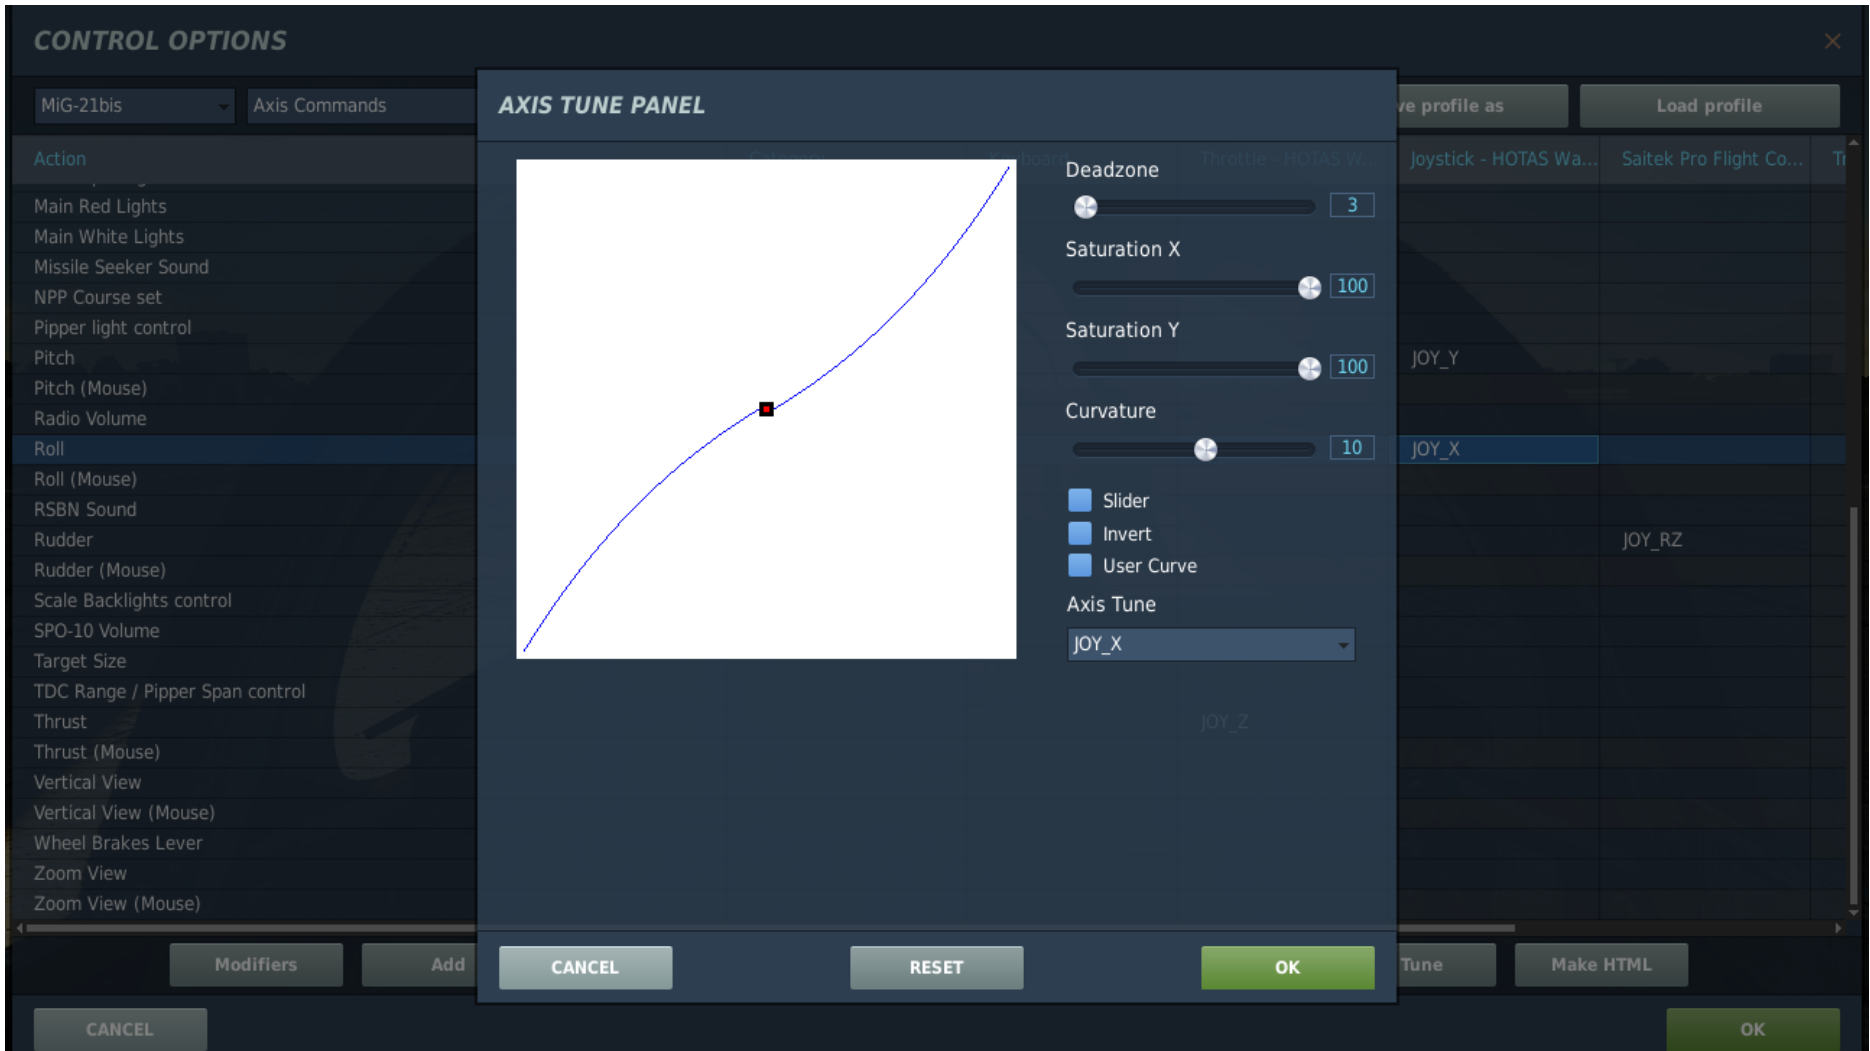 CONTROL OPTIONS
MiG-21bis
Axis Commands
ve profile as
Load profile
AXIS TUNE PANEL
Action
Throttle - HOTAS W...
Joystick - HOTAS Wa...
Saitek Pro Flight Co...
Main Red Lights
Main White Lights
Missile Seeker Sound
NPP Course set
Pipper light control
Pitch
JOY_Y
Pitch (Mouse)
Radio Volume
Roll
JOY_X
Roll (Mouse)
RSBN Sound
Rudder
JOY_RZ
Rudder (Mouse)
Scale Backlights control
SPO-10 Volume
Target Size
TDC Range / Pipper Span control
Thrust
JOY_Z
Thrust (Mouse)
Vertical View
Vertical View (Mouse)
Wheel Brakes Lever
Zoom View
Zoom View (Mouse)
Deadzone
3
Saturation X
100
Saturation Y
100
Curvature
10
Slider
Invert
User Curve
Axis Tune
JOY_X
CANCEL
RESET
OK
Modifiers
Add
Tune
Make HTML
CANCEL
OK